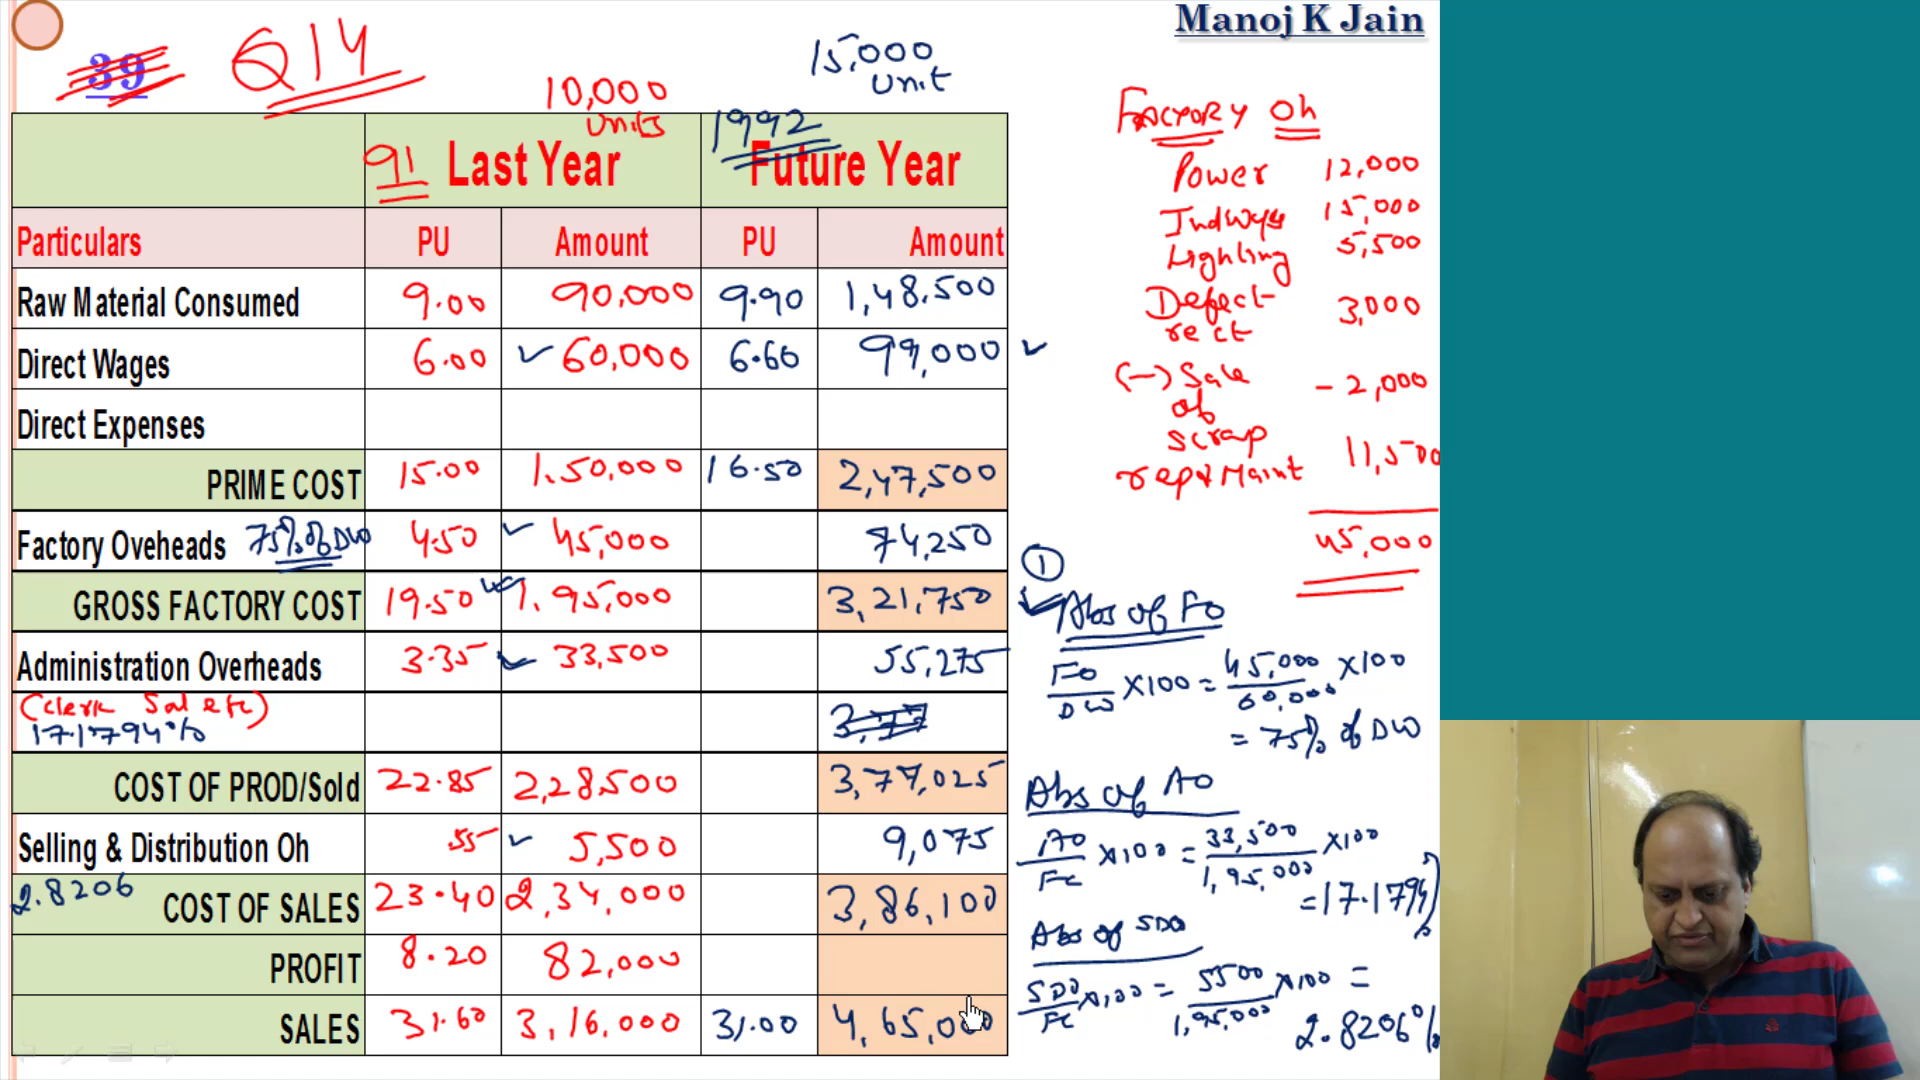 Manoj K Jain
39 Q14
10,000
units
15,000
unit
91 Last Year
1992
Future Year
Particulars PU Amount PU Amount
Raw Material Consumed 9.00 90,000 9.90 1,48,500
Direct Wages 6.00 ✓ 60,000 6.60 99,000 ✓
Direct Expenses
PRIME COST 15.00 1,50,000 16.50 2,47,500
Factory Oveheads 75% of DW 4.50 ✓ 45,000 74,250
GROSS FACTORY COST 19.50 1,95,000 3,21,750
Administration Overheads 3.35 ✓ 33,500 55,275
(Clerk Sal etc)
17.1794% 3,77
COST OF PROD/Sold 22.85 2,28,500 3,77,025
Selling & Distribution Oh .55 ✓ 5,500 9,075
2.8206 COST OF SALES 23.40 2,34,000 3,86,100
PROFIT 8.20 82,000
SALES 31.60 3,16,000 31.00 4,65,000
FACTORY Oh
Power 12,000
Ind Wages 15,000
Lighting 5,500
Defect- 3,000
rect
(-) Sale - 2,000
of
Scrap
rep & Maint 11,500
45,000
①
Abs of FO
FO/DW X100 = 45,000/60,000 X100
= 75% of DW
Abs of AO
AO/FC X100 = 33,500/1,95,000 X100
= 17.1794%
Abs of SDO
SDO/FC X100 = 5500/1,95,000 X100 =
2.8206%